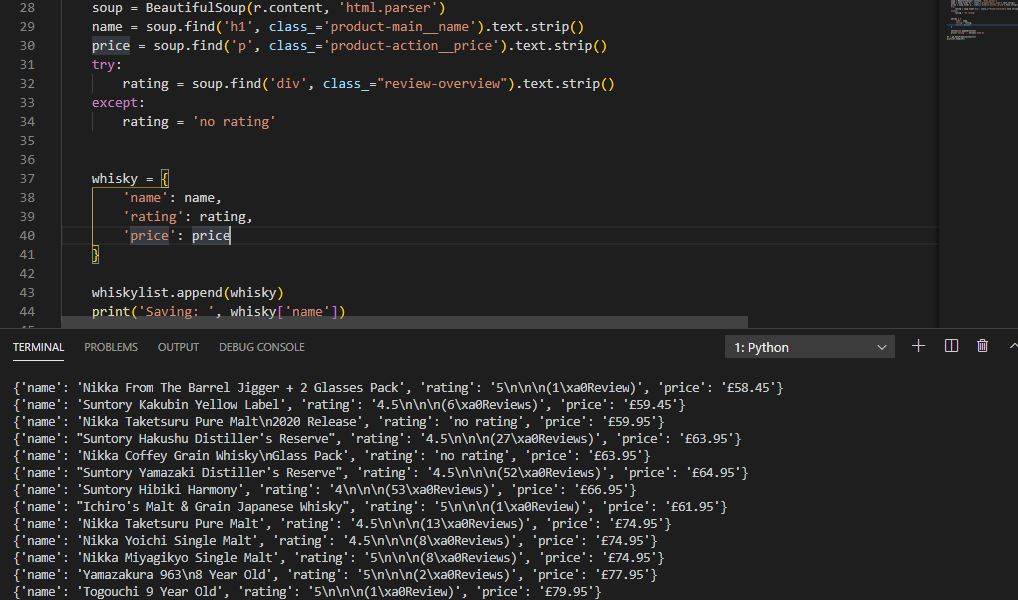 28 soup = BeautifulSoup(r.content, 'html.parser')
29 name = soup.find('h1', class_='product-main__name').text.strip()
30 price = soup.find('p', class_='product-action__price').text.strip()
31 try:
32 rating = soup.find('div', class_="review-overview").text.strip()
33 except:
34 rating = 'no rating'
35
36
37 whisky = {
38 'name': name,
39 'rating': rating,
40 'price': price
41 }
42
43 whiskylist.append(whisky)
44 print('Saving: ', whisky['name'])
TERMINAL PROBLEMS OUTPUT DEBUG CONSOLE 1: Python
{'name': 'Nikka From The Barrel Jigger + 2 Glasses Pack', 'rating': '5\n\n\n(1\xa0Review)', 'price': '£58.45'}
{'name': 'Suntory Kakubin Yellow Label', 'rating': '4.5\n\n\n(6\xa0Reviews)', 'price': '£59.45'}
{'name': 'Nikka Taketsuru Pure Malt\n2020 Release', 'rating': 'no rating', 'price': '£59.95'}
{'name': "Suntory Hakushu Distiller's Reserve", 'rating': '4.5\n\n\n(27\xa0Reviews)', 'price': '£63.95'}
{'name': 'Nikka Coffey Grain Whisky\nGlass Pack', 'rating': 'no rating', 'price': '£63.95'}
{'name': "Suntory Yamazaki Distiller's Reserve", 'rating': '4.5\n\n\n(52\xa0Reviews)', 'price': '£64.95'}
{'name': 'Suntory Hibiki Harmony', 'rating': '4\n\n\n(53\xa0Reviews)', 'price': '£66.95'}
{'name': "Ichiro's Malt & Grain Japanese Whisky", 'rating': '5\n\n\n(1\xa0Review)', 'price': '£61.95'}
{'name': 'Nikka Taketsuru Pure Malt', 'rating': '4.5\n\n\n(13\xa0Reviews)', 'price': '£74.95'}
{'name': 'Nikka Yoichi Single Malt', 'rating': '4.5\n\n\n(8\xa0Reviews)', 'price': '£74.95'}
{'name': 'Nikka Miyagikyo Single Malt', 'rating': '5\n\n\n(8\xa0Reviews)', 'price': '£74.95'}
{'name': 'Yamazakura 963\n8 Year Old', 'rating': '5\n\n\n(2\xa0Reviews)', 'price': '£77.95'}
{'name': 'Togouchi 9 Year Old', 'rating': '5\n\n\n(1\xa0Review)', 'price': '£79.95'}